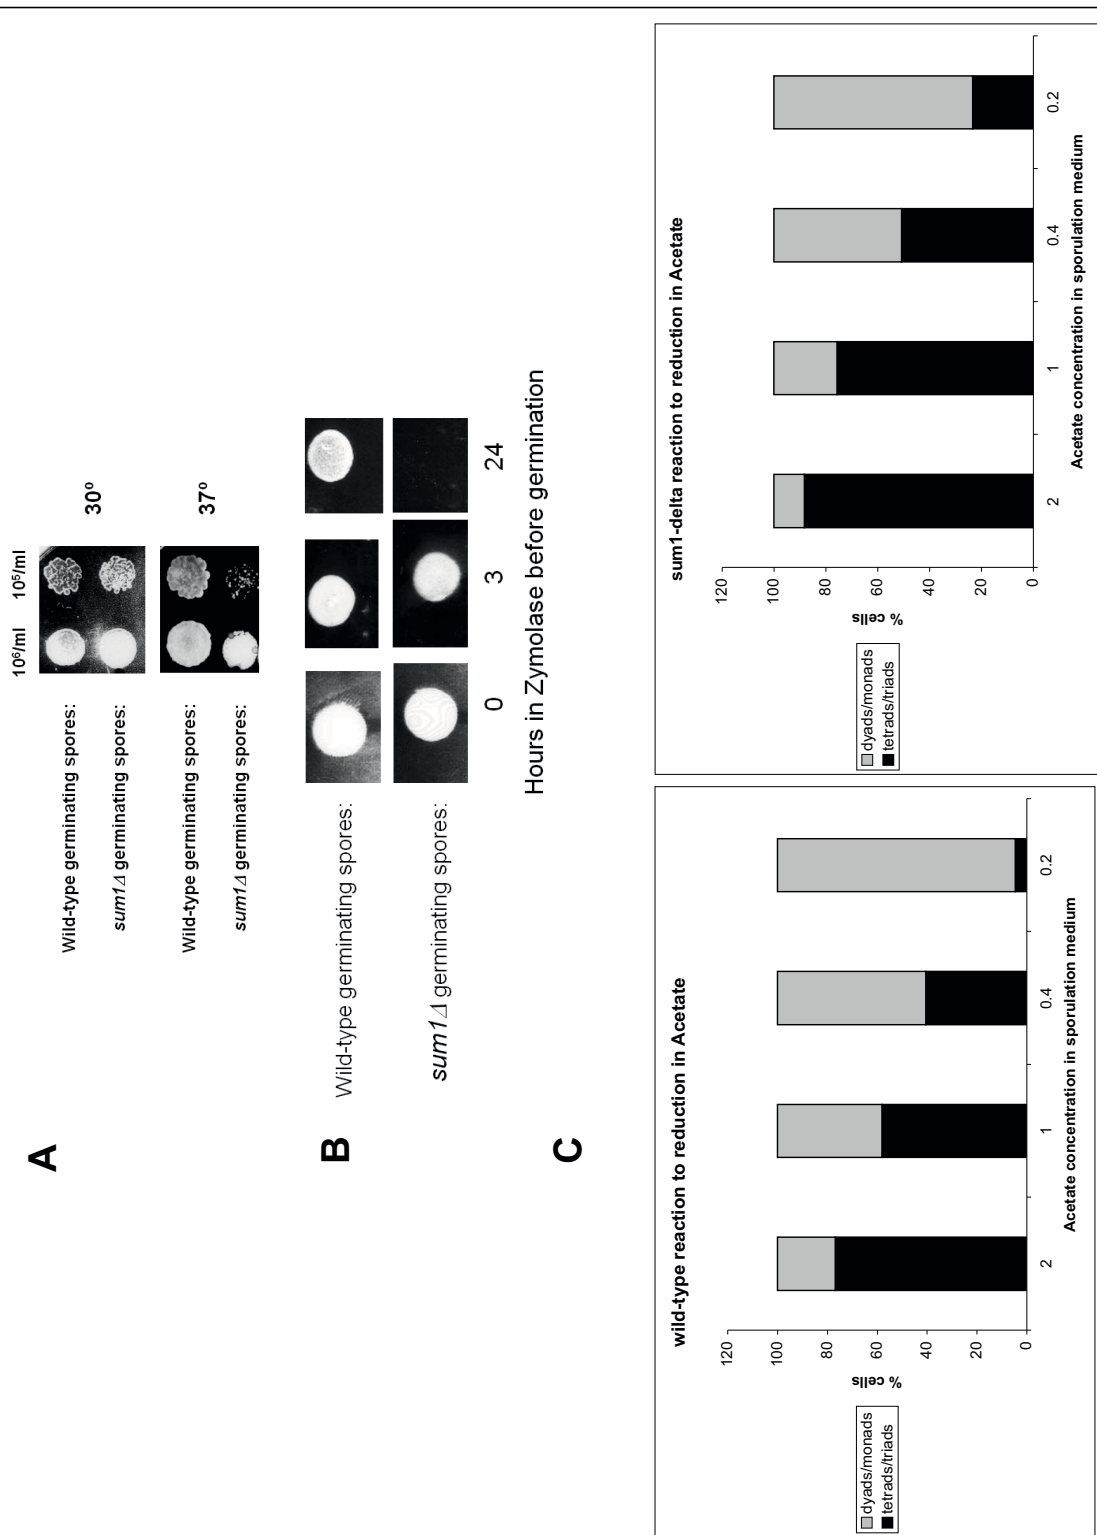 A
10⁶/ml 10⁵/ml
Wild-type germinating spores:
sum1Δ germinating spores:
30º
Wild-type germinating spores:
sum1Δ germinating spores:
37º
B
Wild-type germinating spores:
sum1Δ germinating spores:
0 3 24
Hours in Zymolase before germination
C
wild-type reaction to reduction in Acetate
120
100
80
60
40
20
0
% cells
2 1 0.4 0.2
Acetate concentration in sporulation medium
dyads/monads
tetrads/triads
sum1-delta reaction to reduction in Acetate
120
100
80
60
40
20
0
% cells
2 1 0.4 0.2
Acetate concentration in sporulation medium
dyads/monads
tetrads/triads